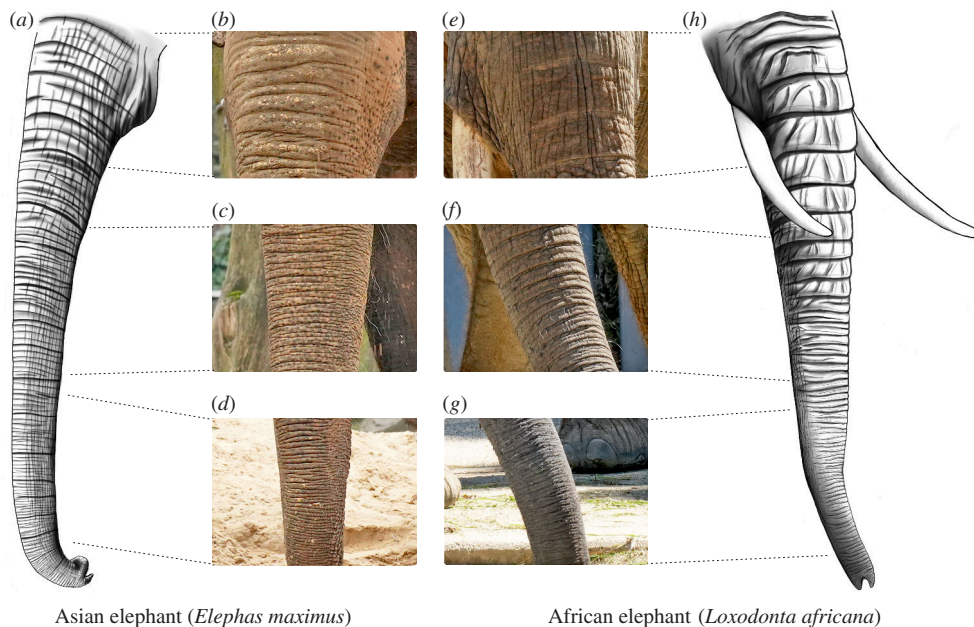 (a)
(b)
(e)
(h)
(c)
(f)
(d)
(g)
Asian elephant (Elephas maximus)
African elephant (Loxodonta africana)